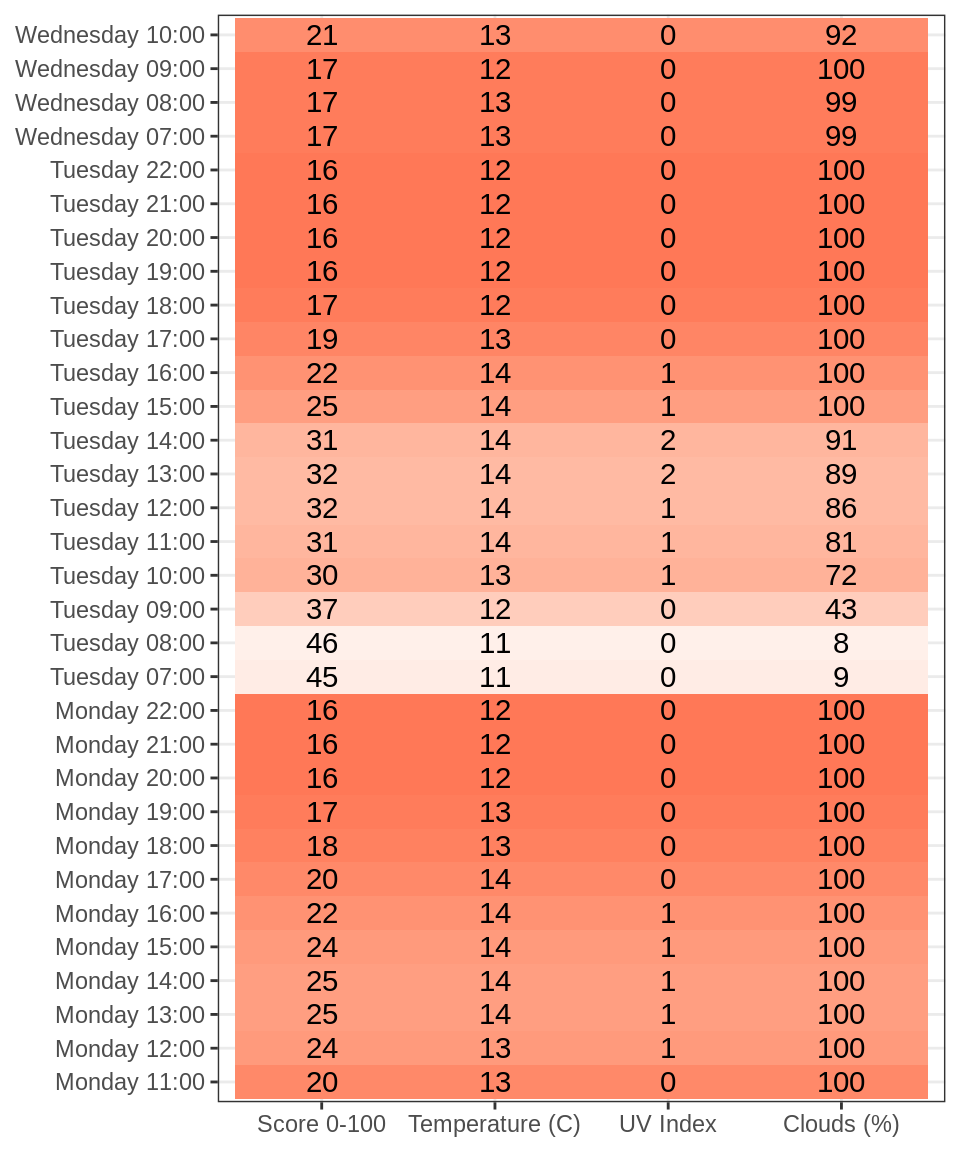 Wednesday 10:00 21 13 0 92
Wednesday 09:00 17 12 0 100
Wednesday 08:00 17 13 0 99
Wednesday 07:00 17 13 0 99
Tuesday 22:00 16 12 0 100
Tuesday 21:00 16 12 0 100
Tuesday 20:00 16 12 0 100
Tuesday 19:00 16 12 0 100
Tuesday 18:00 17 12 0 100
Tuesday 17:00 19 13 0 100
Tuesday 16:00 22 14 1 100
Tuesday 15:00 25 14 1 100
Tuesday 14:00 31 14 2 91
Tuesday 13:00 32 14 2 89
Tuesday 12:00 32 14 1 86
Tuesday 11:00 31 14 1 81
Tuesday 10:00 30 13 1 72
Tuesday 09:00 37 12 0 43
Tuesday 08:00 46 11 0 8
Tuesday 07:00 45 11 0 9
Monday 22:00 16 12 0 100
Monday 21:00 16 12 0 100
Monday 20:00 16 12 0 100
Monday 19:00 17 13 0 100
Monday 18:00 18 13 0 100
Monday 17:00 20 14 0 100
Monday 16:00 22 14 1 100
Monday 15:00 24 14 1 100
Monday 14:00 25 14 1 100
Monday 13:00 25 14 1 100
Monday 12:00 24 13 1 100
Monday 11:00 20 13 0 100
Score 0-100 Temperature (C) UV Index Clouds (%)